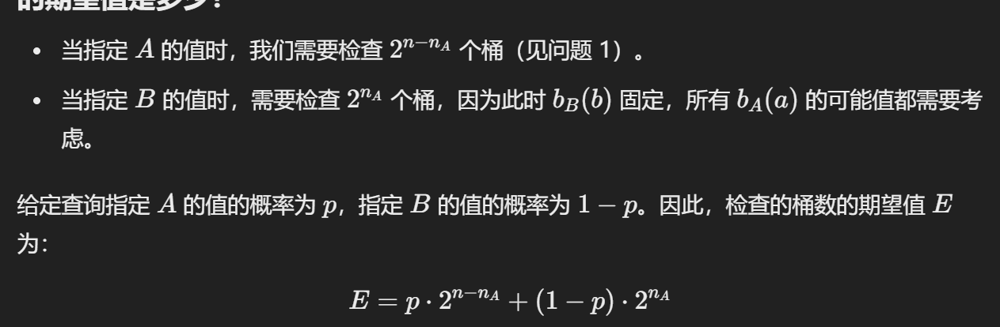 的期望值是多少？
• 当指定 A 的值时，我们需要检查 2^{n−n_A} 个桶（见问题 1）。
• 当指定 B 的值时，需要检查 2^{n_A} 个桶，因为此时 b_B(b) 固定，所有 b_A(a) 的可能值都需要考
虑。
给定查询指定 A 的值的概率为 p，指定 B 的值的概率为 1 − p。因此，检查的桶数的期望值 E
为：
E = p · 2^{n−n_A} + (1 − p) · 2^{n_A}